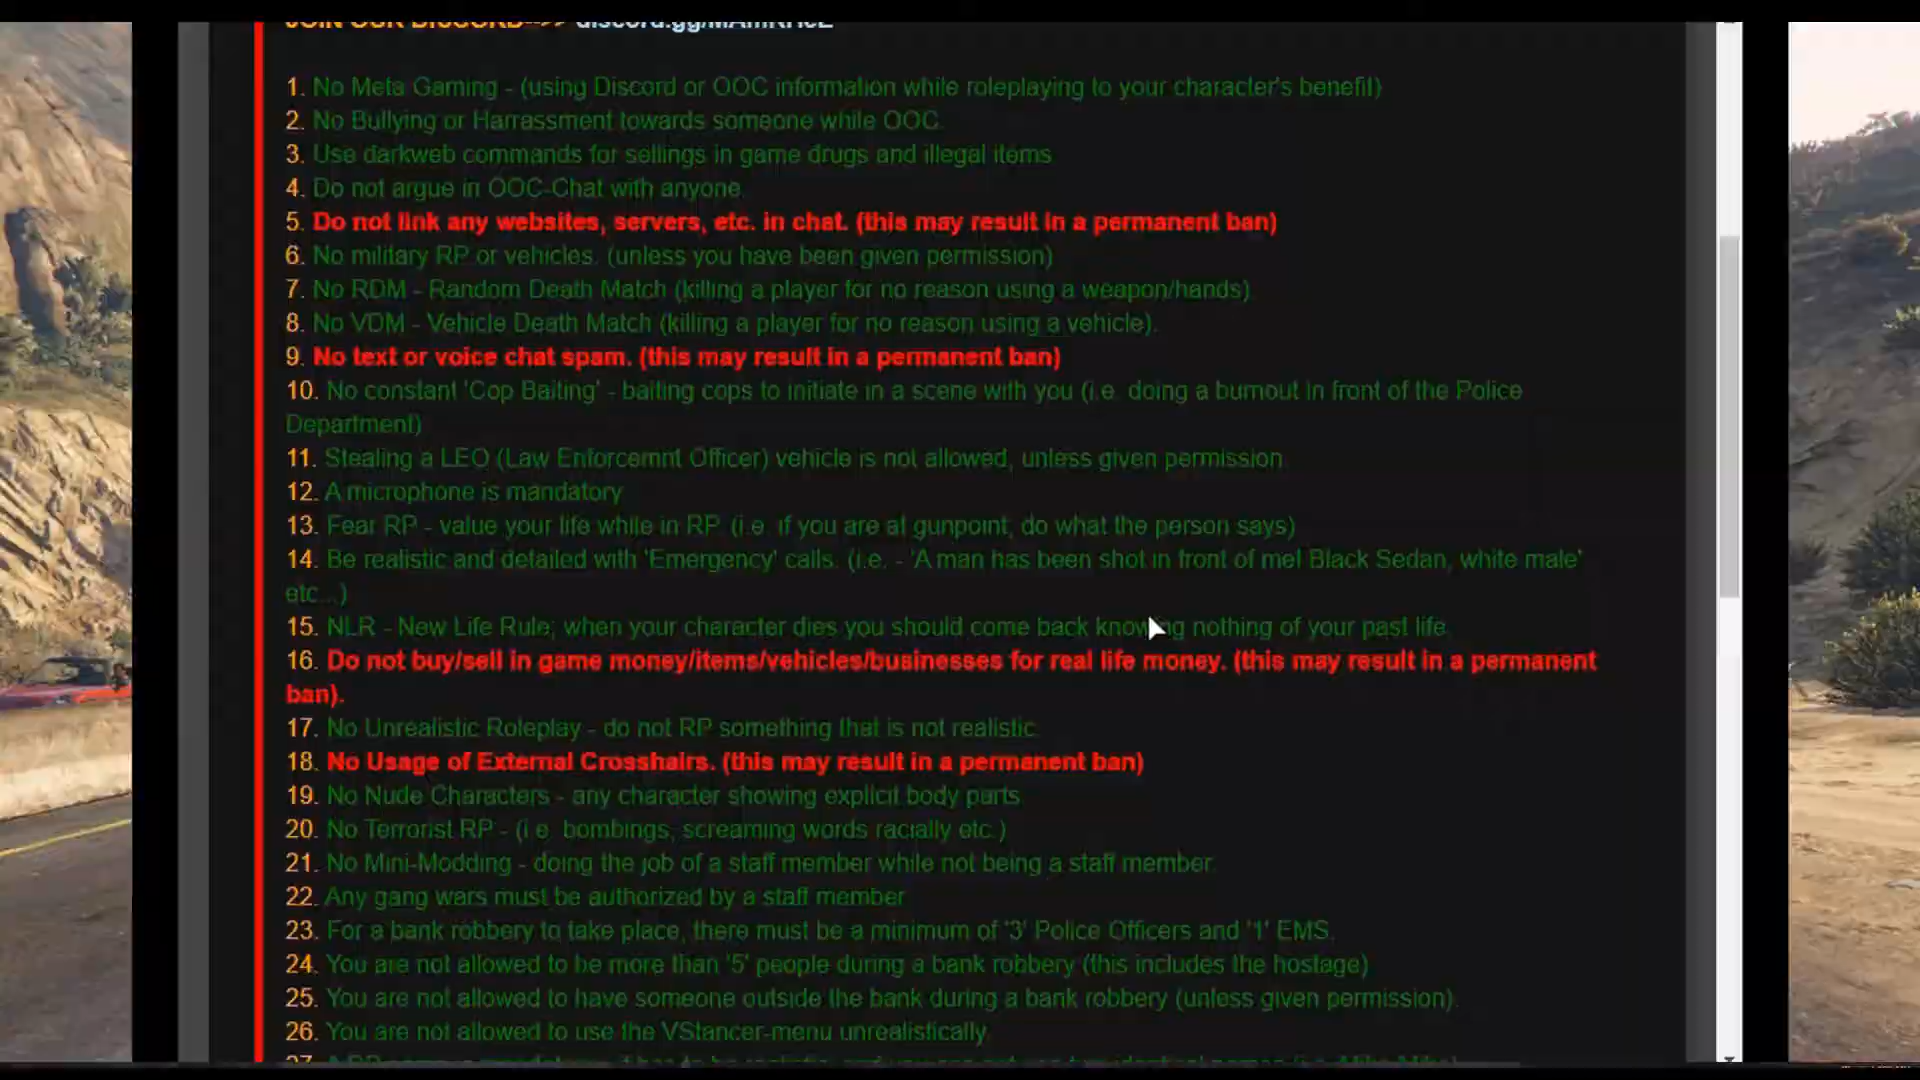 JOIN OUR DISCORD-->> discord.gg/
1. No Meta Gaming - (using Discord or OOC information while roleplaying to your character's benefit)
2. No Bullying or Harrassment towards someone while OOC.
3. Use darkweb commands for sellings in game drugs and illegal items
4. Do not argue in OOC-Chat with anyone.
5. Do not link any websites, servers, etc. in chat. (this may result in a permanent ban)
6. No military RP or vehicles. (unless you have been given permission)
7. No RDM - Random Death Match (killing a player for no reason using a weapon/hands).
8. No VDM - Vehicle Death Match (killing a player for no reason using a vehicle).
9. No text or voice chat spam. (this may result in a permanent ban)
10. No constant 'Cop Baiting' - baiting cops to initiate in a scene with you (i.e. doing a burnout in front of the Police
Department)
11. Stealing a LEO (Law Enforcemnt Officer) vehicle is not allowed, unless given permission.
12. A microphone is mandatory
13. Fear RP - value your life while in RP. (i.e. if you are at gunpoint, do what the person says)
14. Be realistic and detailed with 'Emergency' calls. (i.e. - 'A man has been shot in front of me! Black Sedan, white male'
etc...)
15. NLR - New Life Rule; when your character dies you should come back knowing nothing of your past life.
16. Do not buy/sell in game money/items/vehicles/businesses for real life money. (this may result in a permanent
ban).
17. No Unrealistic Roleplay - do not RP something that is not realistic.
18. No Usage of External Crosshairs. (this may result in a permanent ban)
19. No Nude Characters - any character showing explicit body parts
20. No Terrorist RP - (i.e. bombings, screaming words racially etc.)
21. No Mini-Modding - doing the job of a staff member while not being a staff member.
22. Any gang wars must be authorized by a staff member
23. For a bank robbery to take place, there must be a minimum of '3' Police Officers and '1' EMS.
24. You are not allowed to be more than '5' people during a bank robbery (this includes the hostage)
25. You are not allowed to have someone outside the bank during a bank robbery (unless given permission).
26. You are not allowed to use the VStancer-menu unrealistically.